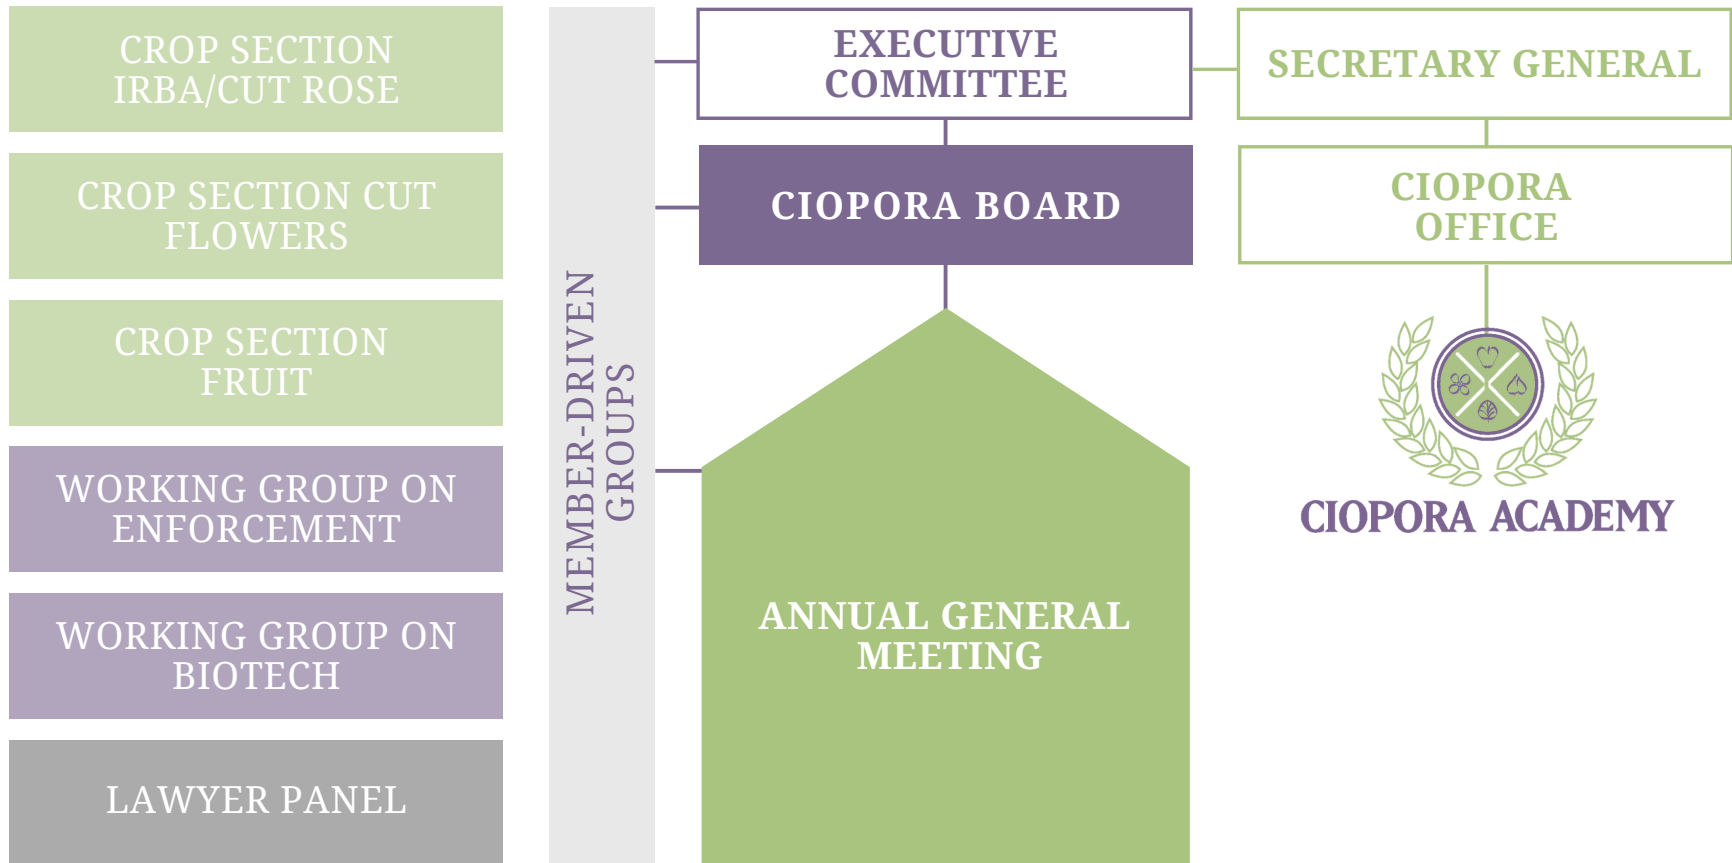 CROP SECTION
IRBA/CUT ROSE
CROP SECTION CUT
FLOWERS
CROP SECTION
FRUIT
WORKING GROUP ON
ENFORCEMENT
WORKING GROUP ON
BIOTECH
LAWYER PANEL
MEMBER-DRIVEN
GROUPS
EXECUTIVE
COMMITTEE
CIOPORA BOARD
ANNUAL GENERAL
MEETING
SECRETARY GENERAL
CIOPORA
OFFICE
CIOPORA ACADEMY